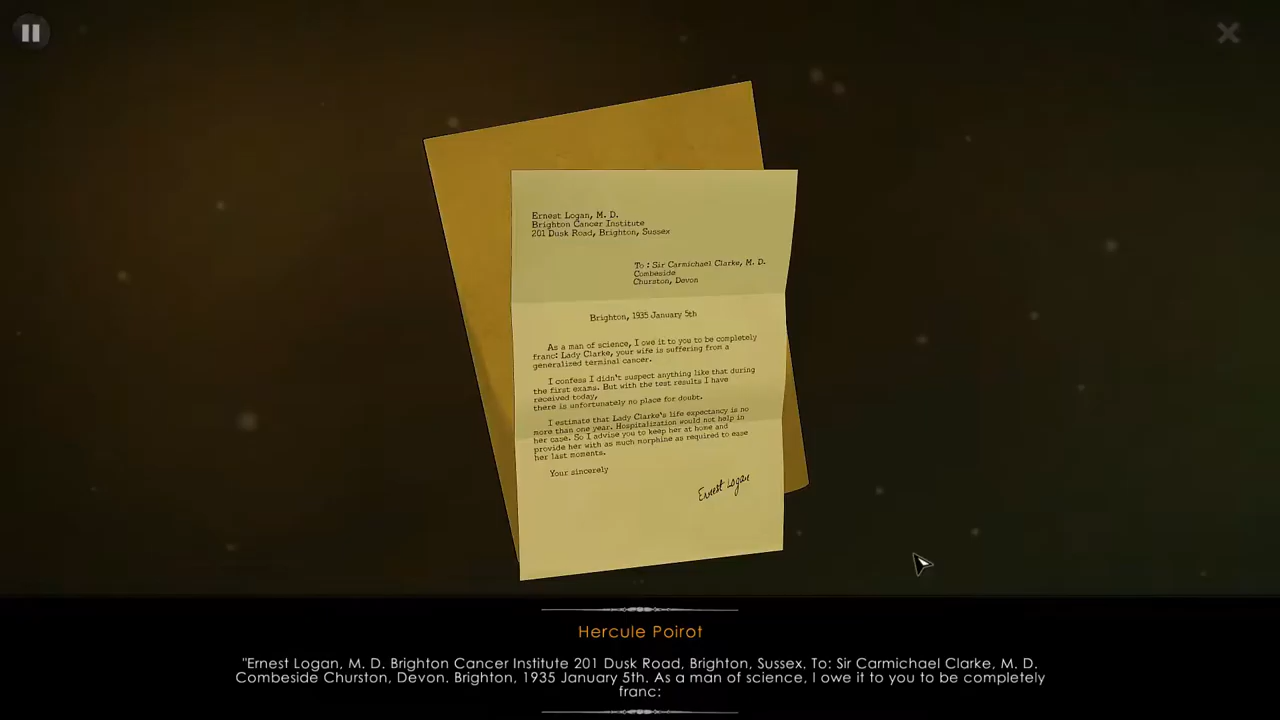 Ernest Logan, M. D.
Brighton Cancer Institute
201 Dusk Road, Brighton, Sussex
To : Sir Carmichael Clarke, M. D.
Combeside
Churston, Devon
Brighton, 1935 January 5th
As a man of science, I owe it to you to be completely
franc: Lady Clarke, your wife is suffering from a
generalized terminal cancer.
I confess I didn't suspect anything like that during
the first exams. But with the test results I have
received today,
there is unfortunately no place for doubt.
I estimate that Lady Clarke's life expectancy is no
more than one year. Hospitalization would not help in
her case. So I advise you to keep her at home and
provide her with as much morphine as required to ease
her last moments.
Your sincerely
Ernest Logan
Hercule Poirot
"Ernest Logan, M. D. Brighton Cancer Institute 201 Dusk Road, Brighton, Sussex. To: Sir Carmichael Clarke, M. D.
Combeside Churston, Devon. Brighton, 1935 January 5th. As a man of science, I owe it to you to be completely
franc: